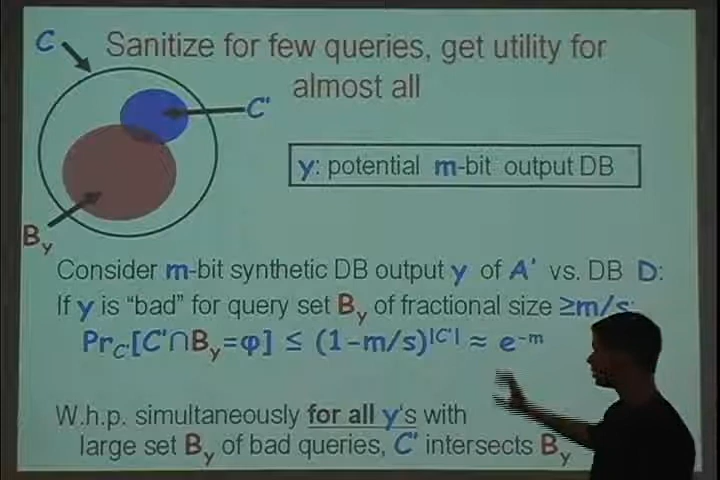 C
Sanitize for few queries, get utility for
almost all
C'
y: potential m-bit output DB
By
Consider m-bit synthetic DB output y of A' vs. DB D:
If y is "bad" for query set By of fractional size ≥m/s:
PrC'[C'∩By=φ] ≤ (1-m/s)|C'| ≈ e-m
W.h.p. simultaneously for all y's with
large set By of bad queries, C' intersects By